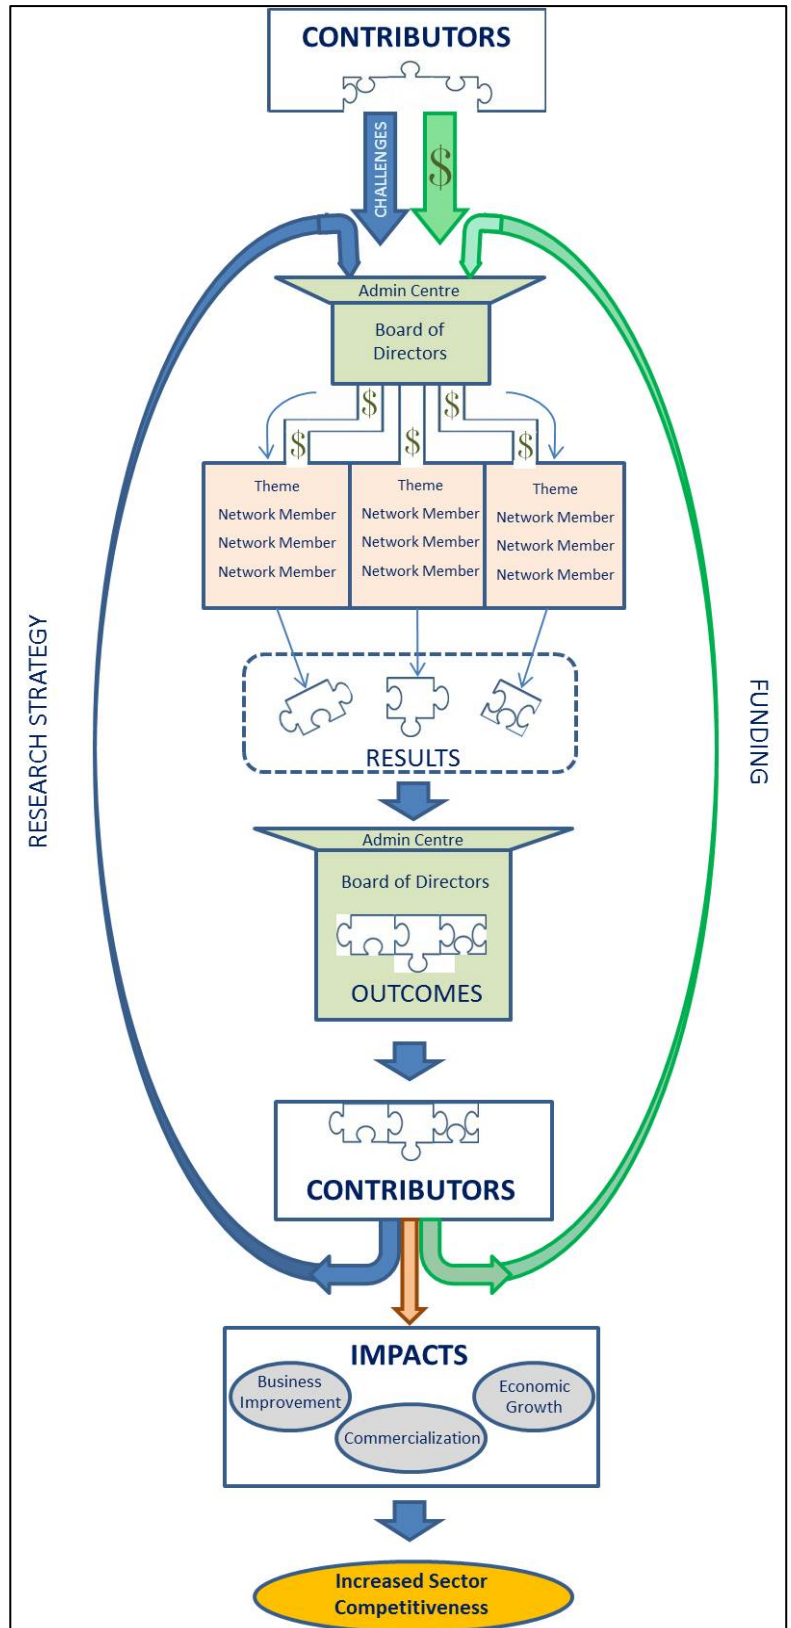 CONTRIBUTORS
CHALLENGES
$
Admin Centre
Board of
Directors
$
$
$
$
$
Theme
Network Member
Network Member
Network Member
Theme
Network Member
Network Member
Network Member
Theme
Network Member
Network Member
Network Member
RESEARCH STRATEGY
FUNDING
RESULTS
Admin Centre
Board of Directors
OUTCOMES
CONTRIBUTORS
IMPACTS
Business
Improvement
Economic
Growth
Commercialization
Increased Sector
Competitiveness